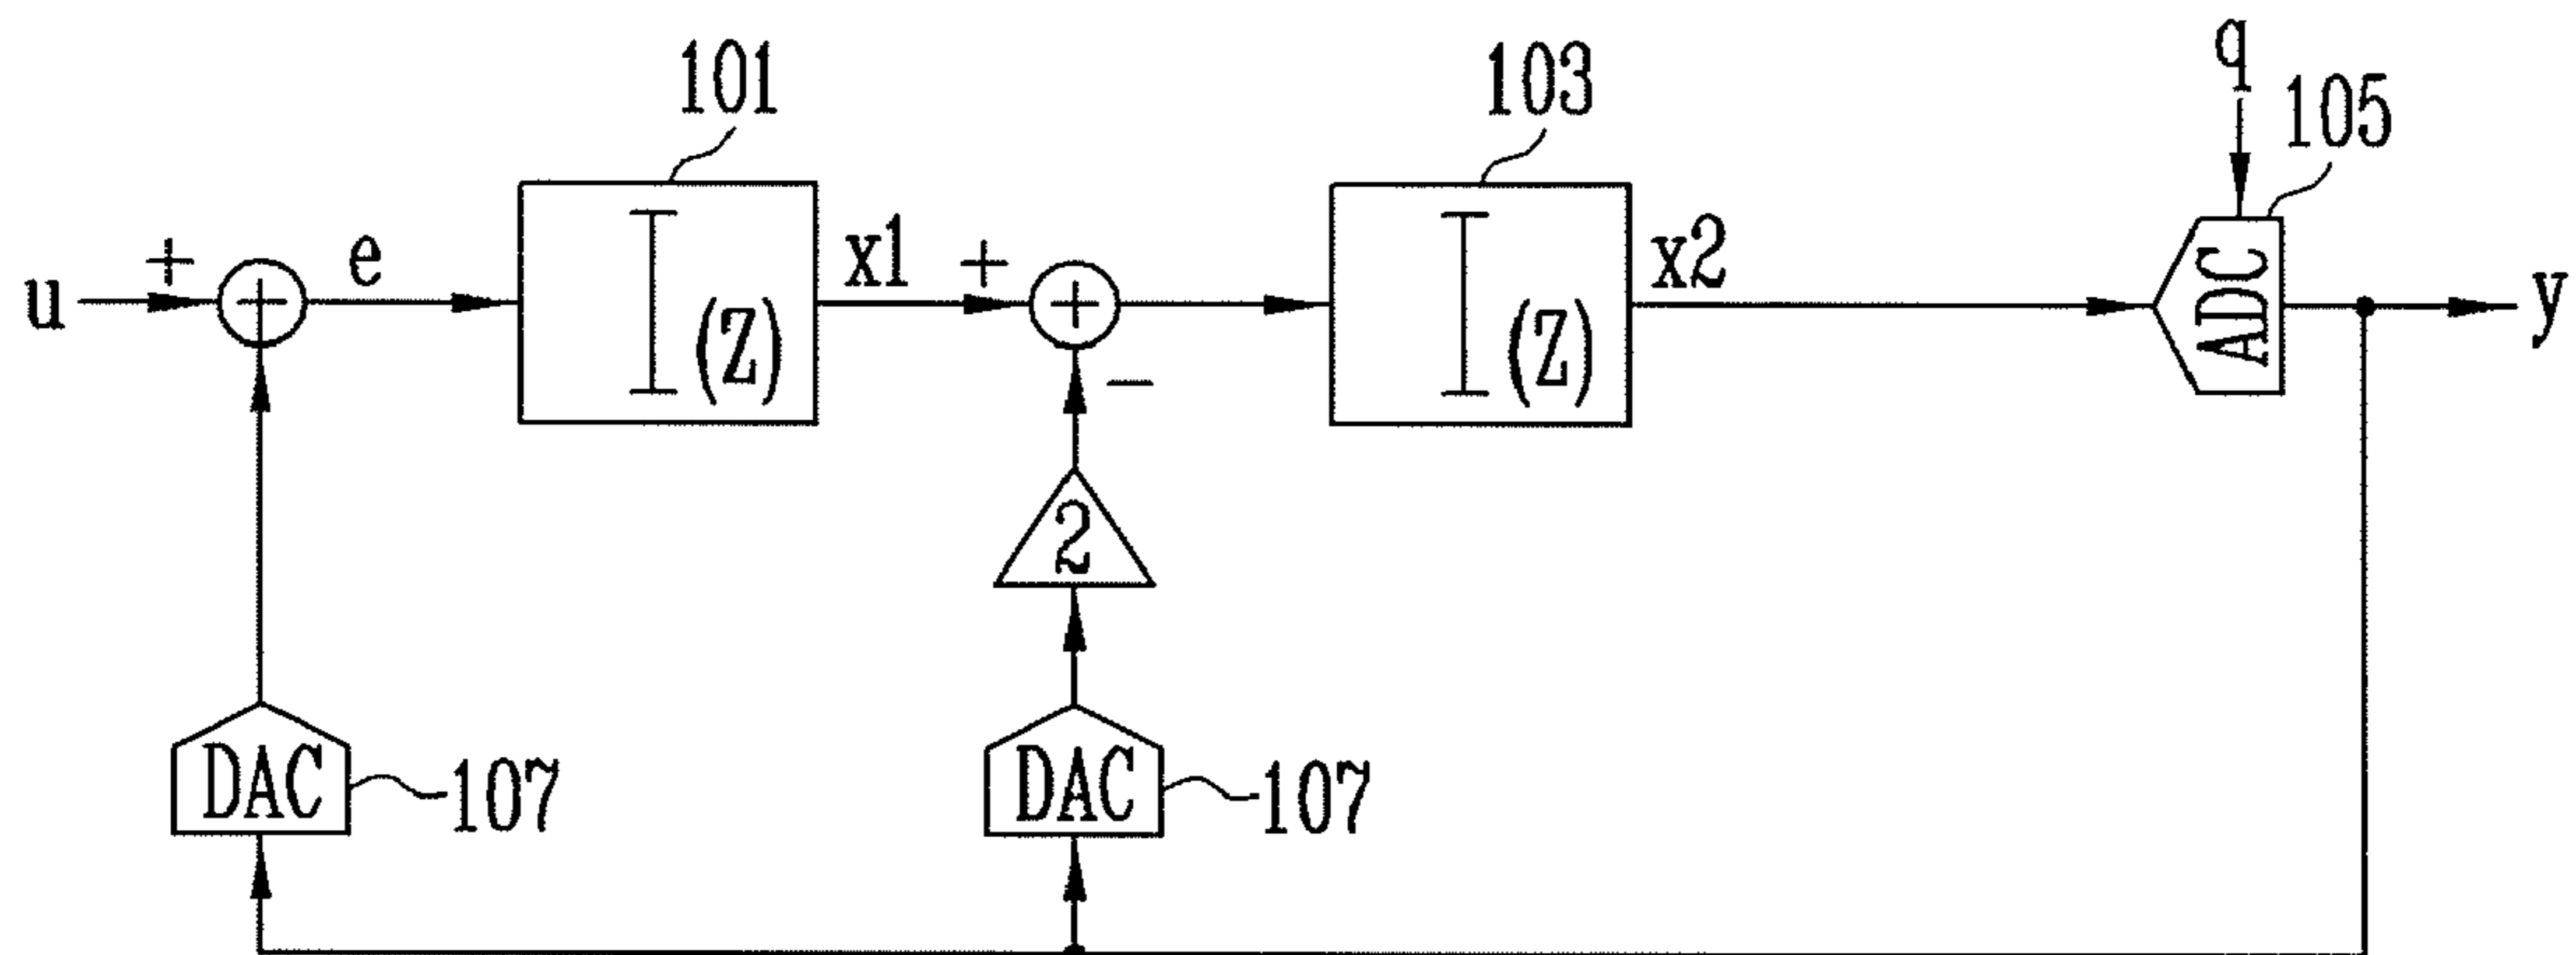 101
103
q
105
u
+
+
e
I
(Z)
x1
+
+
−
I
(Z)
x2
ADC
y
2
DAC
107
DAC
107